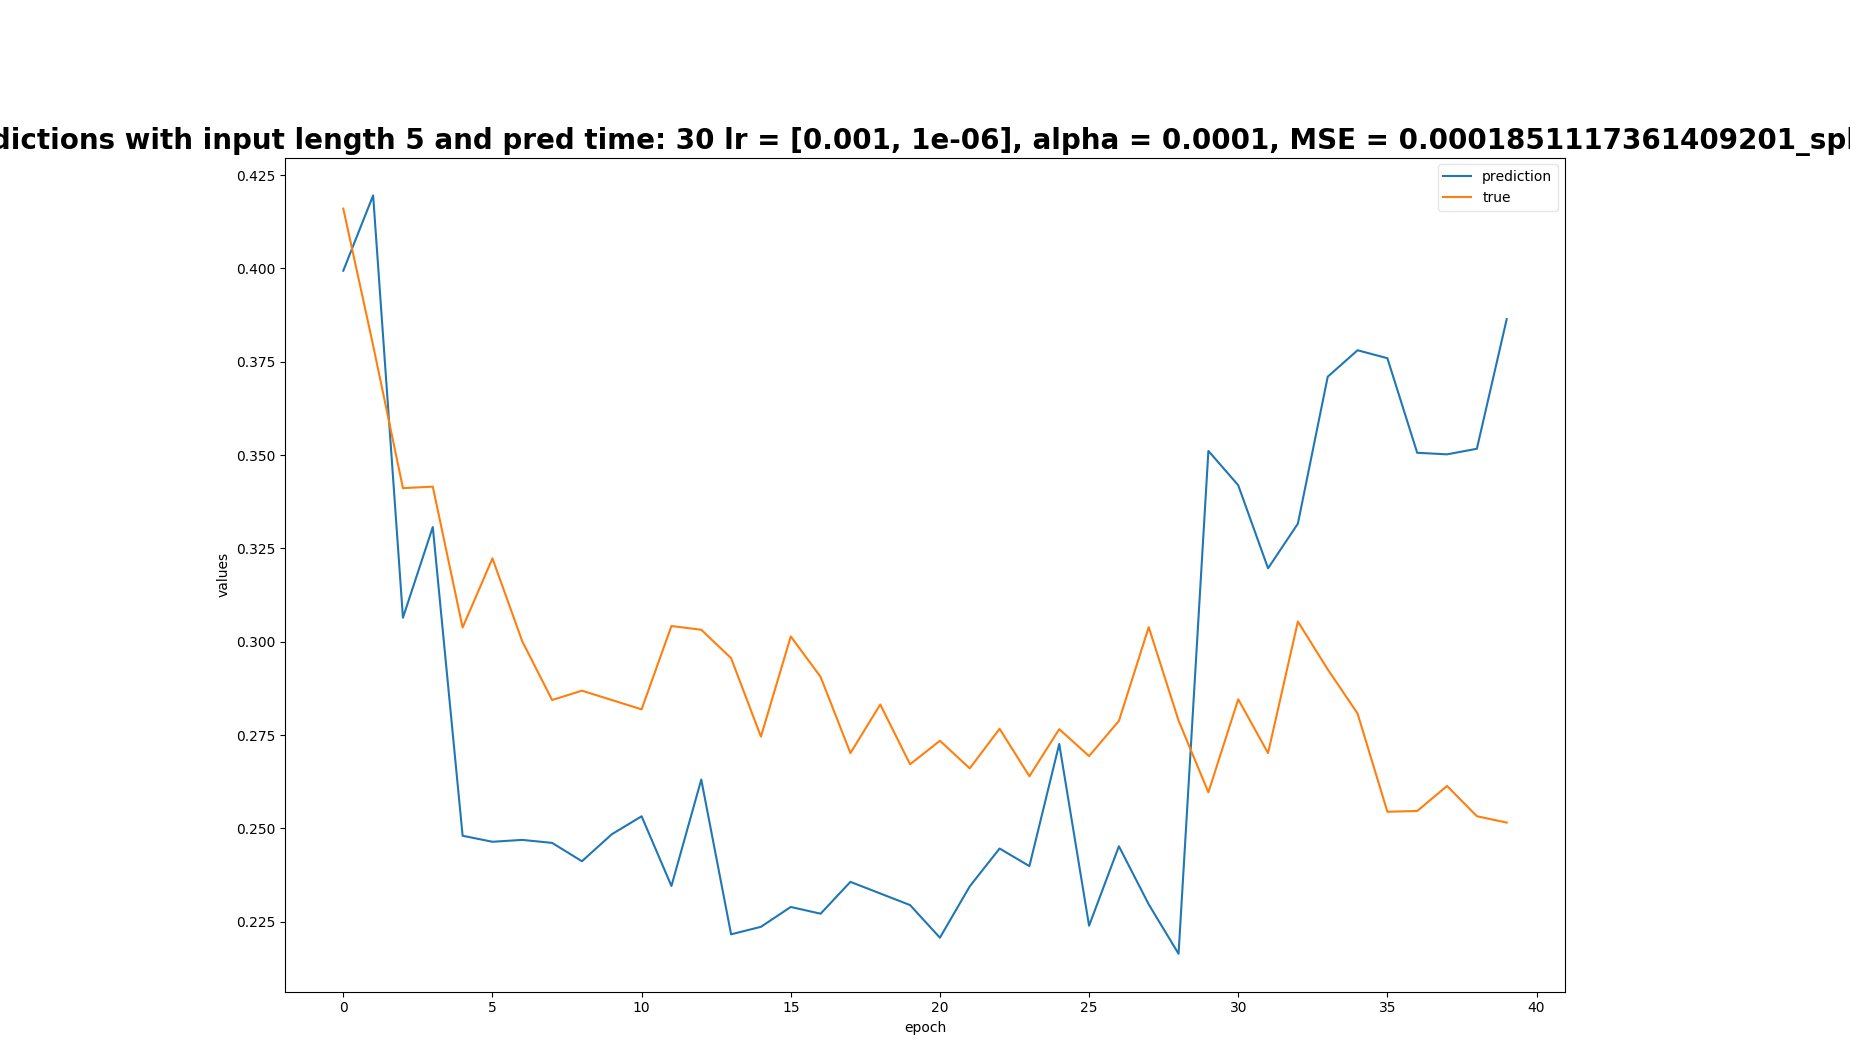 dictions with input length 5 and pred time: 30 lr = [0.001, 1e-06], alpha = 0.0001, MSE = 0.0001851117361409201_spl
prediction
true
0.425
0.400
0.375
0.350
0.325
0.300
0.275
0.250
0.225
values
0 5 10 15 20 25 30 35 40
epoch